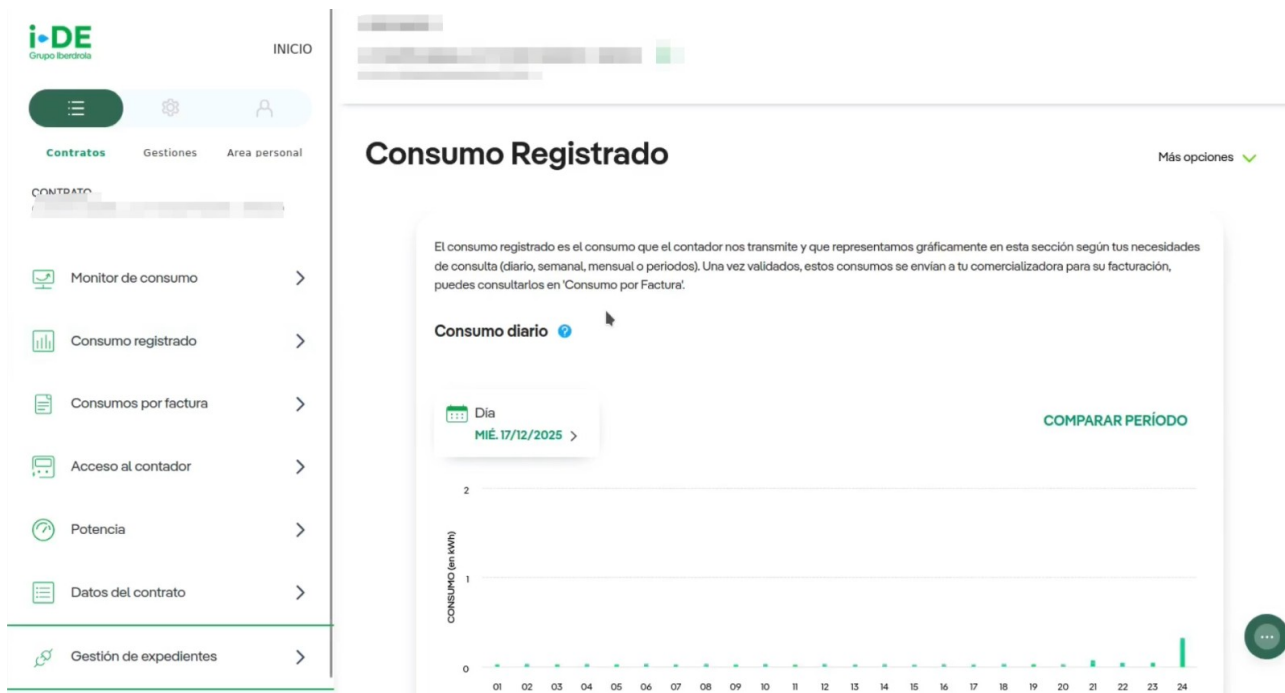 i-DE
Grupo Iberdrola
INICIO
Contratos
Gestiones
Area personal
CONTRATO
Monitor de consumo
Consumo registrado
Consumos por factura
Acceso al contador
Potencia
Datos del contrato
Gestión de expedientes
Consumo Registrado
Más opciones
El consumo registrado es el consumo que el contador nos transmite y que representamos gráficamente en esta sección según tus necesidades
de consulta (diario, semanal, mensual o periodos). Una vez validados, estos consumos se envían a tu comercializadora para su facturación,
puedes consultarlos en 'Consumo por Factura'.
Consumo diario ?
Día
MIÉ. 17/12/2025
COMPARAR PERÍODO
CONSUMO (en kWh)
2
1
0
01 02 03 04 05 06 07 08 09 10 11 12 13 14 15 16 17 18 19 20 21 22 23 24